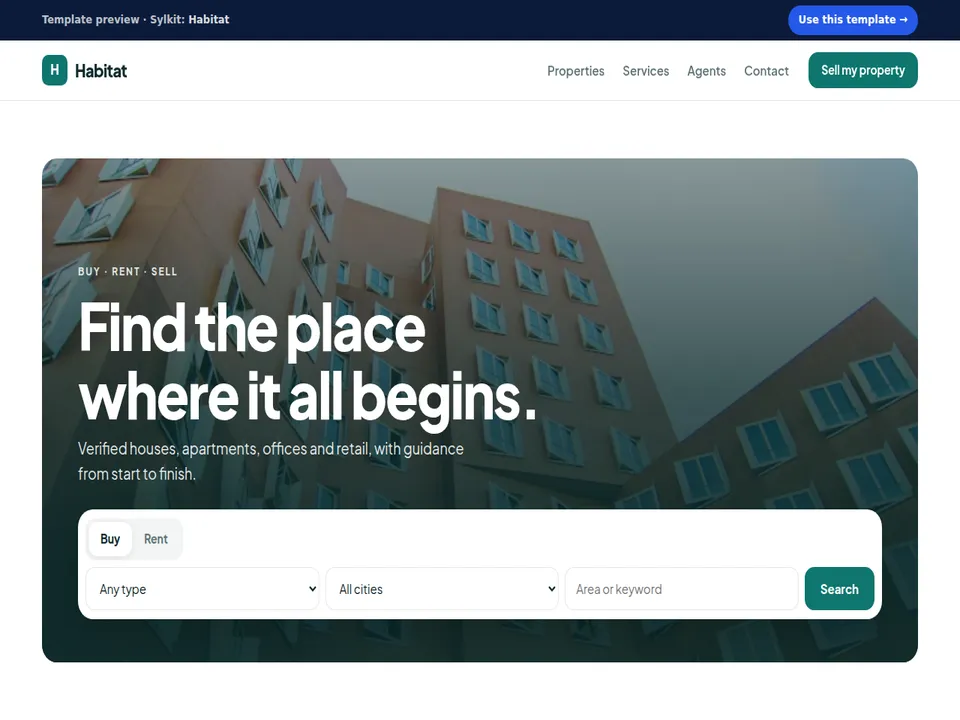 Template preview · Sylkit: Habitat
Use this template →
H
Habitat
Properties
Services
Agents
Contact
Sell my property
BUY · RENT · SELL
Find the place
where it all begins.
Verified houses, apartments, offices and retail, with guidance
from start to finish.
Buy
Rent
Any type
All cities
Area or keyword
Search